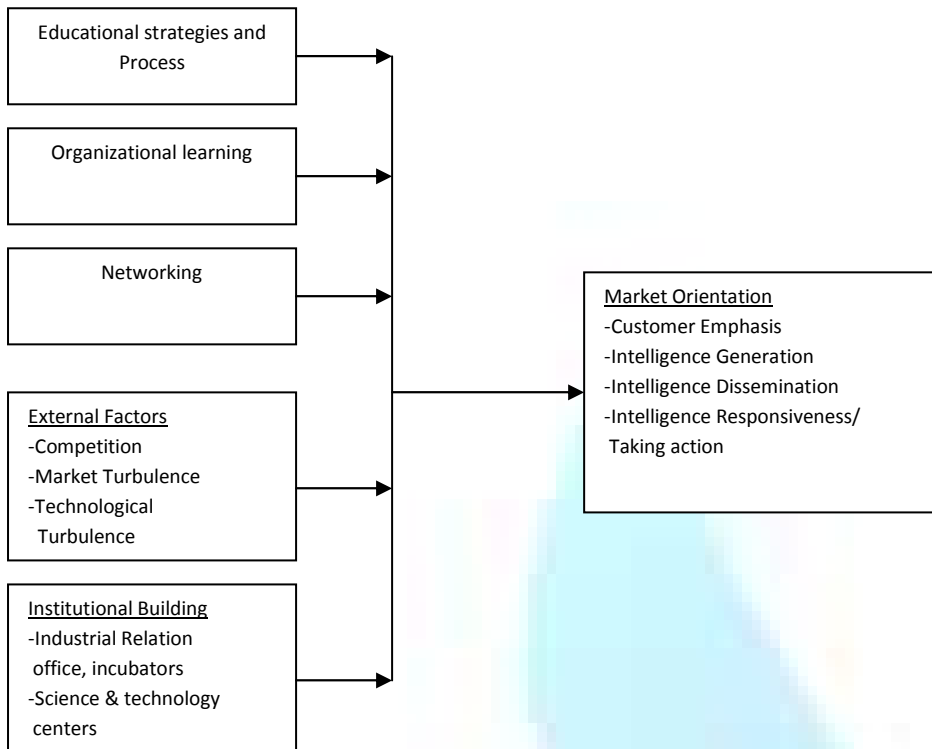 Educational strategies and
Process
Organizational learning
Networking
External Factors
-Competition
-Market Turbulence
-Technological
Turbulence
Institutional Building
-Industrial Relation
office, incubators
-Science & technology
centers
Market Orientation
-Customer Emphasis
-Intelligence Generation
-Intelligence Dissemination
-Intelligence Responsiveness/
Taking action